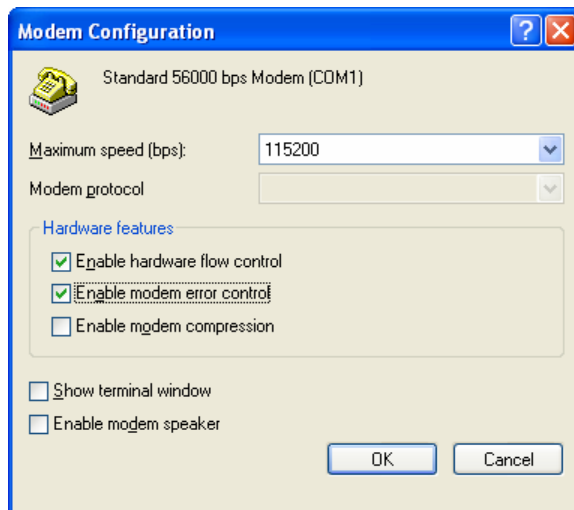 Modem Configuration
Standard 56000 bps Modem (COM1)
Maximum speed (bps): 115200
Modem protocol
Hardware features
Enable hardware flow control
Enable modem error control
Enable modem compression
Show terminal window
Enable modem speaker
OK Cancel